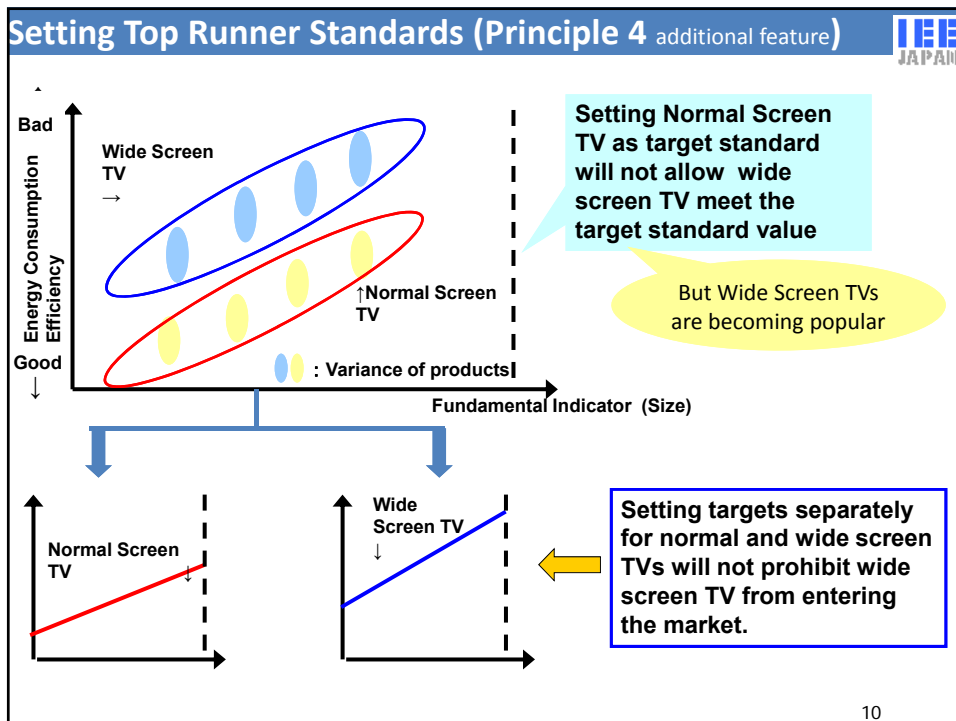 Setting Top Runner Standards (Principle 4 additional feature)
IEE
JAPAN
Bad
Energy Consumption
Efficiency
Good
↓
Wide Screen
TV
→
↑Normal Screen
TV
: Variance of products
Fundamental Indicator (Size)
Setting Normal Screen
TV as target standard
will not allow wide
screen TV meet the
target standard value
But Wide Screen TVs
are becoming popular
Normal Screen
TV
↓
Wide
Screen TV
↓
Setting targets separately
for normal and wide screen
TVs will not prohibit wide
screen TV from entering
the market.
10